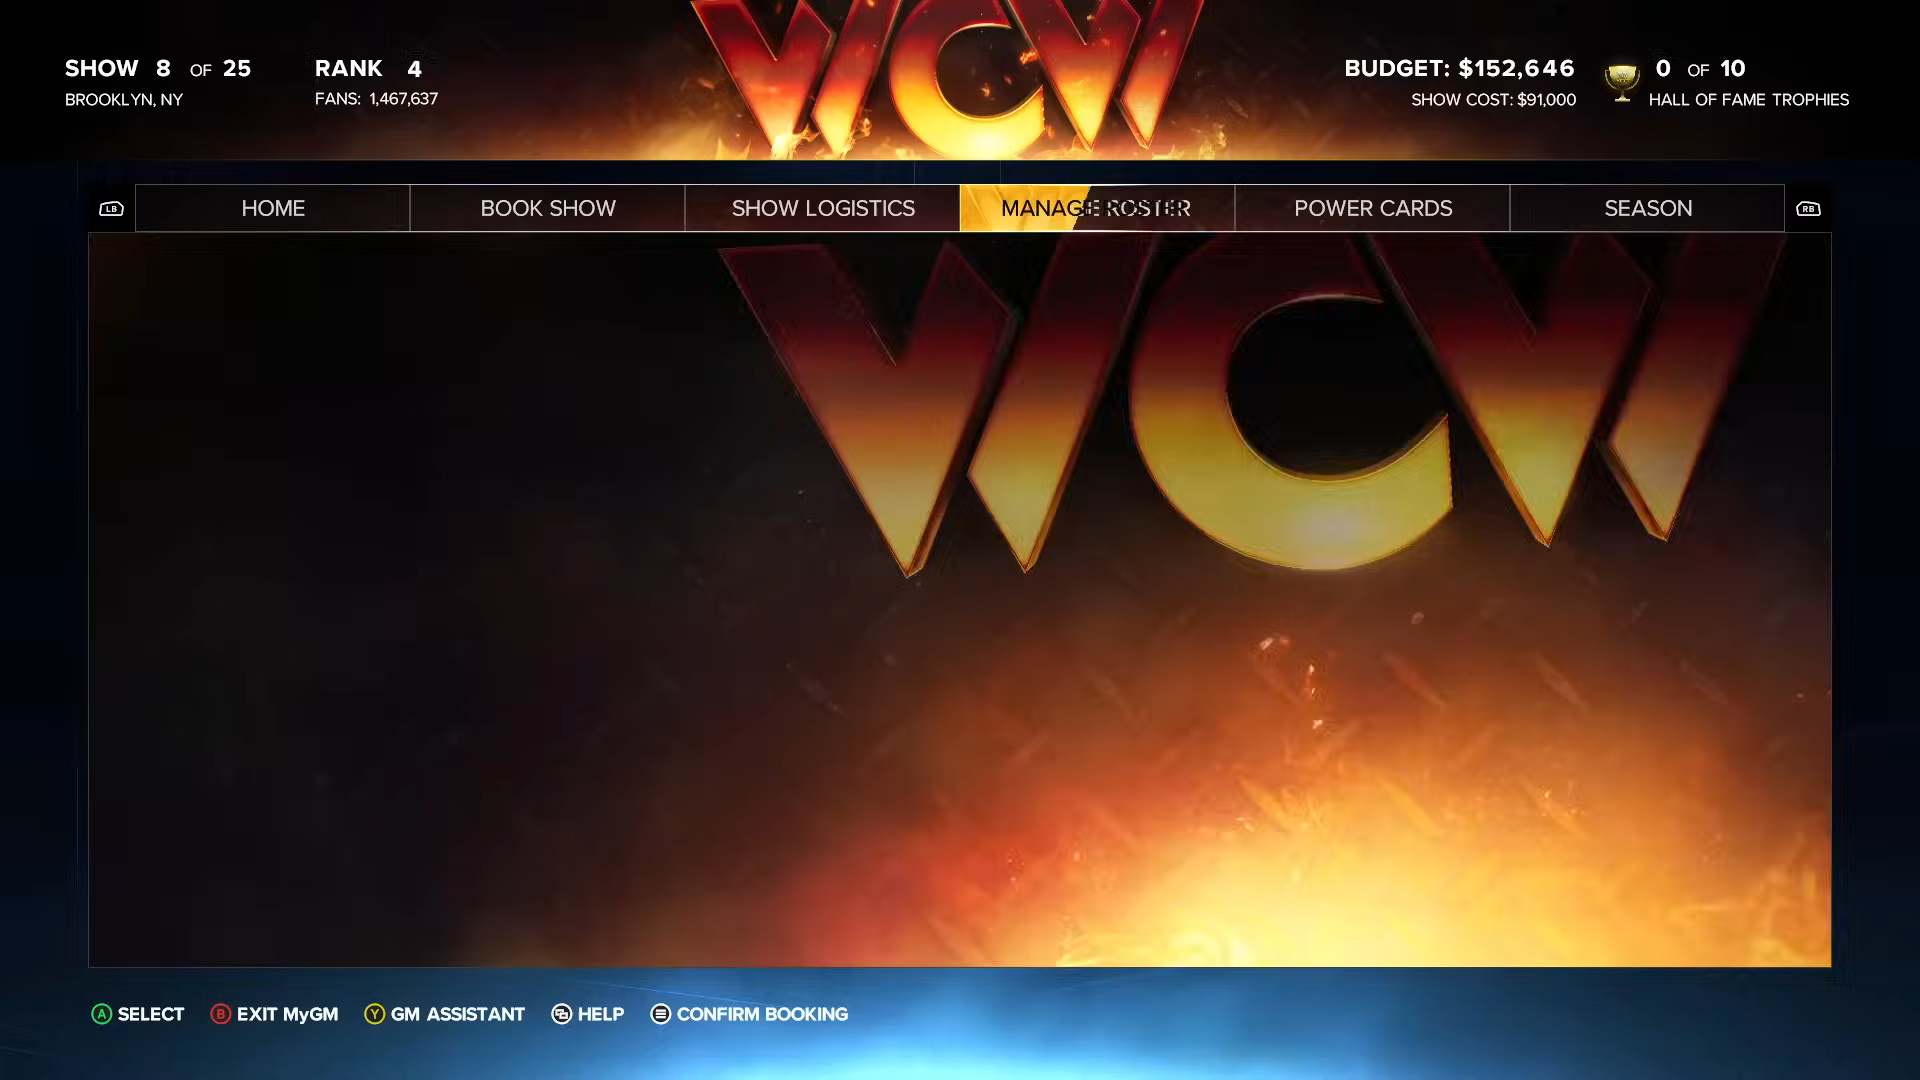 SHOW 8 OF 25
BROOKLYN, NY
RANK 4
FANS: 1,467,637
WCW
BUDGET: $152,646
SHOW COST: $91,000
0 OF 10
HALL OF FAME TROPHIES
LB
HOME
BOOK SHOW
SHOW LOGISTICS
MANAGE ROSTER
POWER CARDS
SEASON
RB
WCW
A SELECT
B EXIT MyGM
Y GM ASSISTANT
HELP
CONFIRM BOOKING